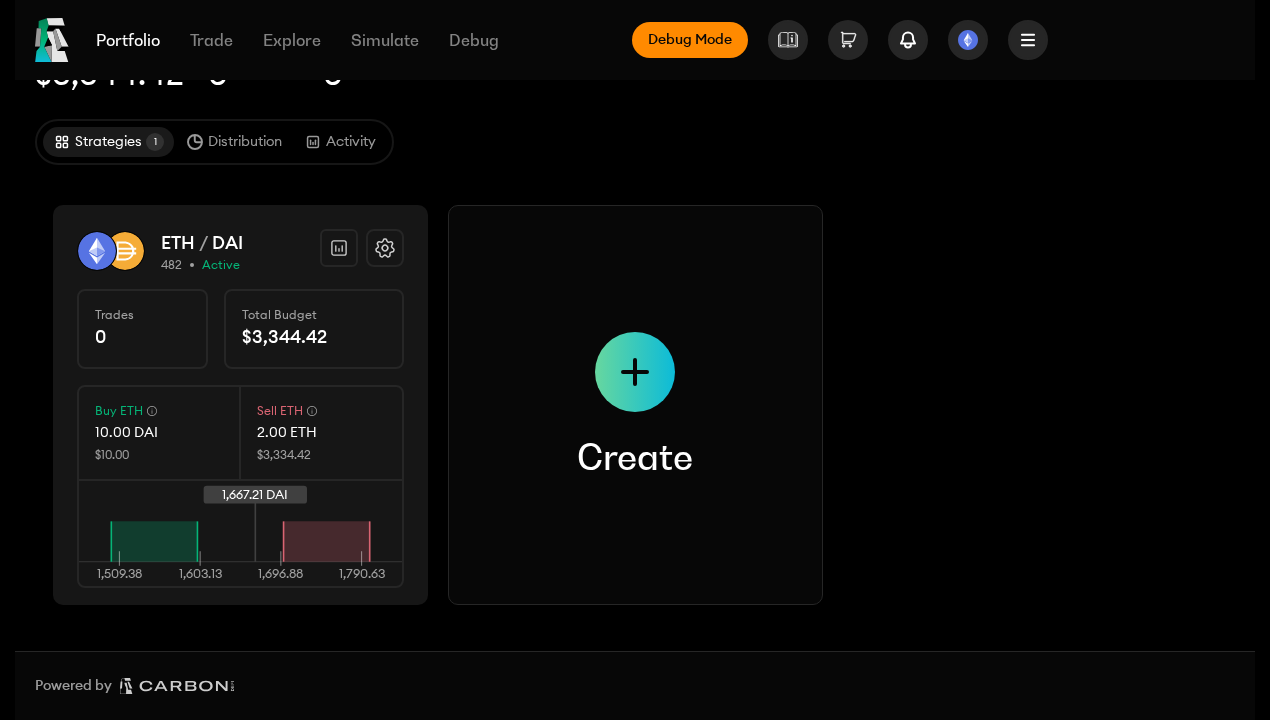 Portfolio Trade Explore Simulate Debug Debug Mode
$3,344.42
Strategies 1 Distribution Activity
ETH / DAI
482 • Active
Trades Total Budget
0 $3,344.42
Buy ETH Sell ETH
10.00 DAI 2.00 ETH
$10.00 $3,334.42
1,667.21 DAI
1,509.38 1,603.13 1,696.88 1,790.63
Create
Powered by CARBON